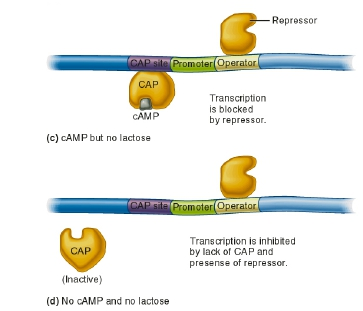 Repressor
CAP site Promoter Operator
CAP
cAMP
Transcription
is blocked
by repressor.
(c) cAMP but no lactose
CAP site Promoter Operator
CAP
(Inactive)
Transcription is inhibited
by lack of CAP and
presense of repressor.
(d) No cAMP and no lactose